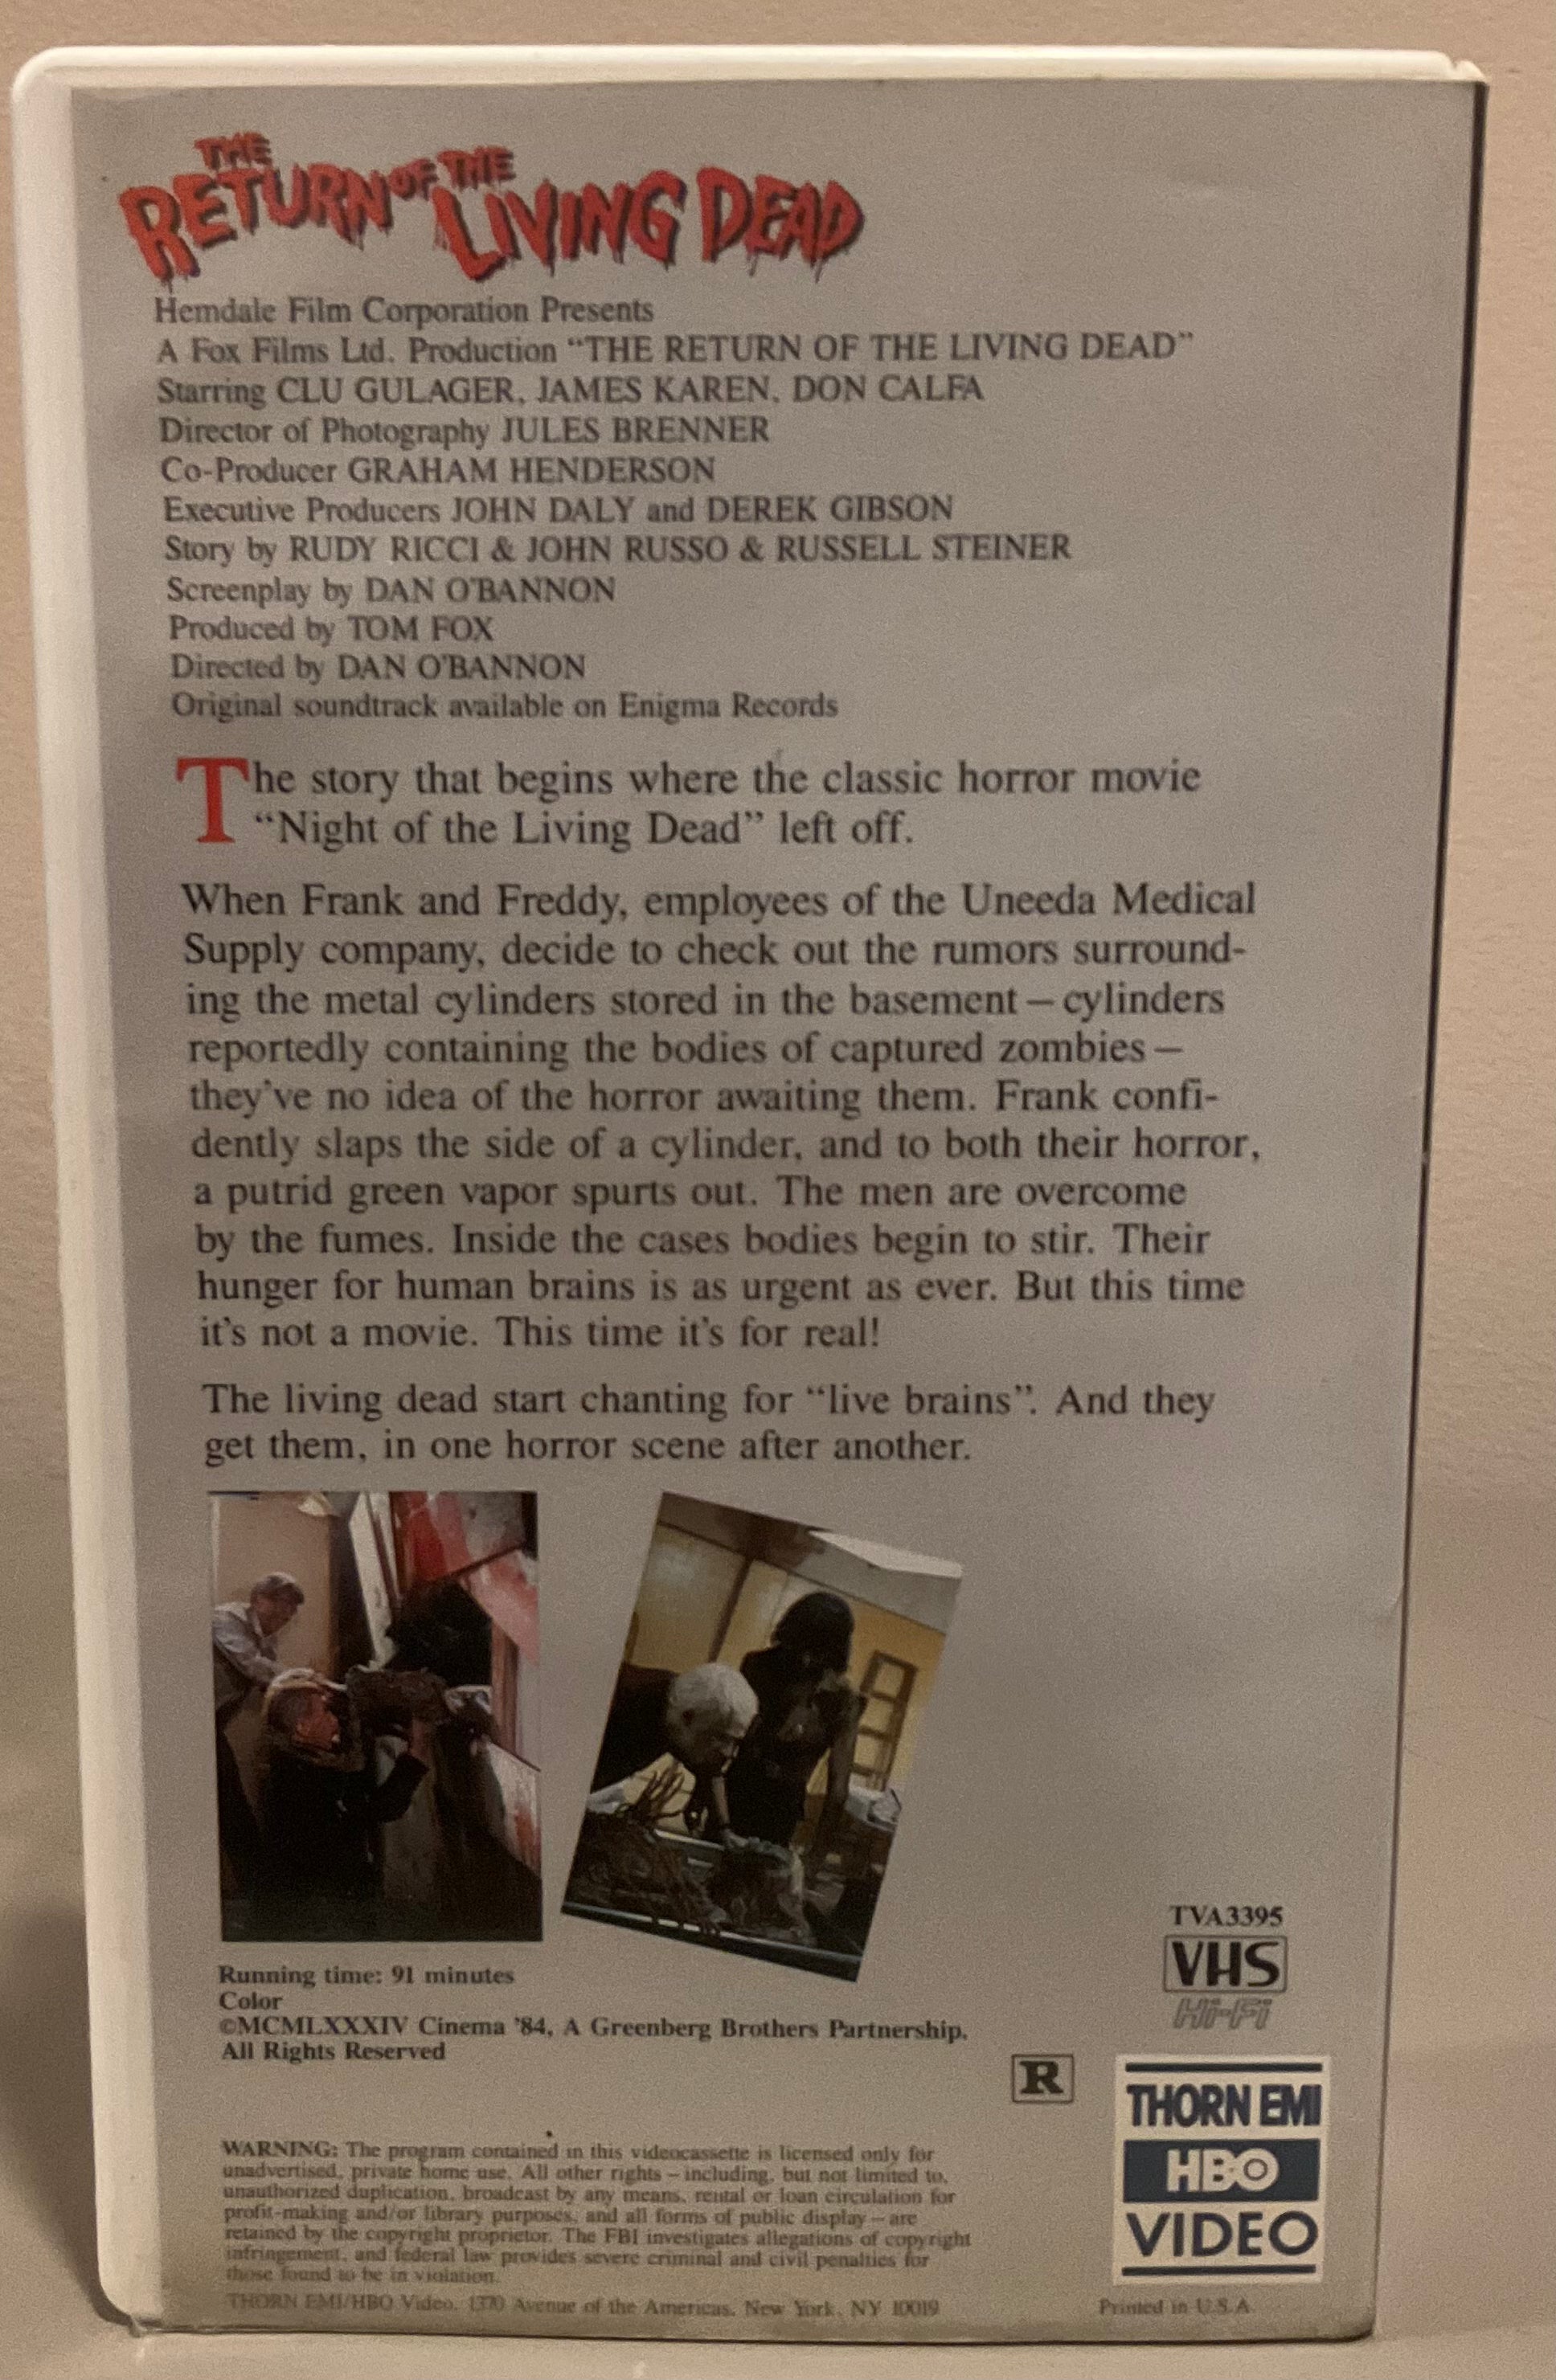 THE RETURN OF THE LIVING DEAD
Hemdale Film Corporation Presents
A Fox Films Ltd. Production “THE RETURN OF THE LIVING DEAD”
Starring CLU GULAGER, JAMES KAREN, DON CALFA
Director of Photography JULES BRENNER
Co-Producer GRAHAM HENDERSON
Executive Producers JOHN DALY and DEREK GIBSON
Story by RUDY RICCI & JOHN RUSSO & RUSSELL STEINER
Screenplay by DAN O'BANNON
Produced by TOM FOX
Directed by DAN O'BANNON
Original soundtrack available on Enigma Records
The story that begins where the classic horror movie
“Night of the Living Dead” left off.
When Frank and Freddy, employees of the Uneeda Medical
Supply company, decide to check out the rumors surround-
ing the metal cylinders stored in the basement — cylinders
reportedly containing the bodies of captured zombies —
they've no idea of the horror awaiting them. Frank confi-
dently slaps the side of a cylinder, and to both their horror,
a putrid green vapor spurts out. The men are overcome
by the fumes. Inside the cases bodies begin to stir. Their
hunger for human brains is as urgent as ever. But this time
it's not a movie. This time it's for real!
The living dead start chanting for “live brains”. And they
get them, in one horror scene after another.
Running time: 91 minutes
Color
©MCMLXXXIV Cinema '84, A Greenberg Brothers Partnership.
All Rights Reserved
TVA3395
VHS
Hi-Fi
R
THORN EMI
HBO
VIDEO
WARNING: The program contained in this videocassette is licensed only for
unadvertised, private home use. All other rights – including, but not limited to,
unauthorized duplication, broadcast by any means, rental or loan circulation for
profit-making and/or library purposes, and all forms of public display – are
retained by the copyright proprietor. The FBI investigates allegations of copyright
infringement, and federal law provides severe criminal and civil penalties for
those found to be in violation.
THORN EMI/HBO Video, 1370 Avenue of the Americas, New York, NY 10019
Printed in U.S.A.